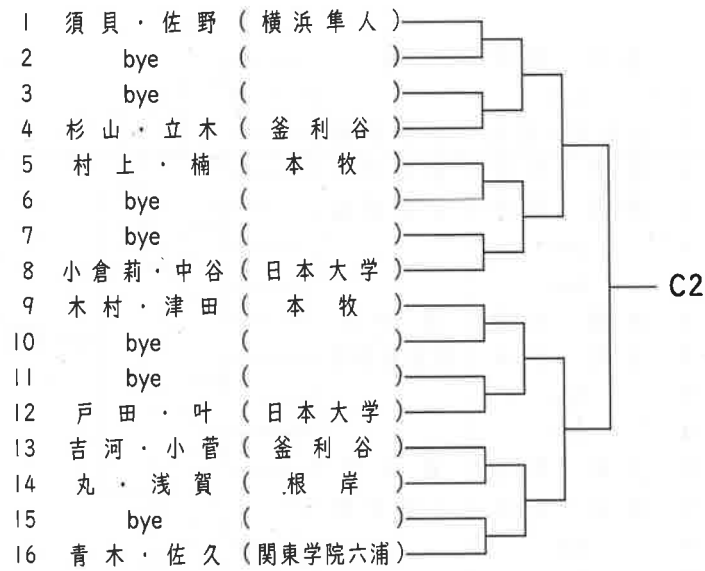 1 須貝・佐野 (横浜隼人)
2 bye ( )
3 bye ( )
4 杉山・立木 (釜利谷)
5 村上・楠 (本牧)
6 bye ( )
7 bye ( )
8 小倉莉・中谷 (日本大学)
C2
9 木村・津田 (本牧)
10 bye ( )
11 bye ( )
12 戸田・叶 (日本大学)
13 吉河・小菅 (釜利谷)
14 丸・浅賀 (根岸)
15 bye ( )
16 青木・佐久 (関東学院六浦)